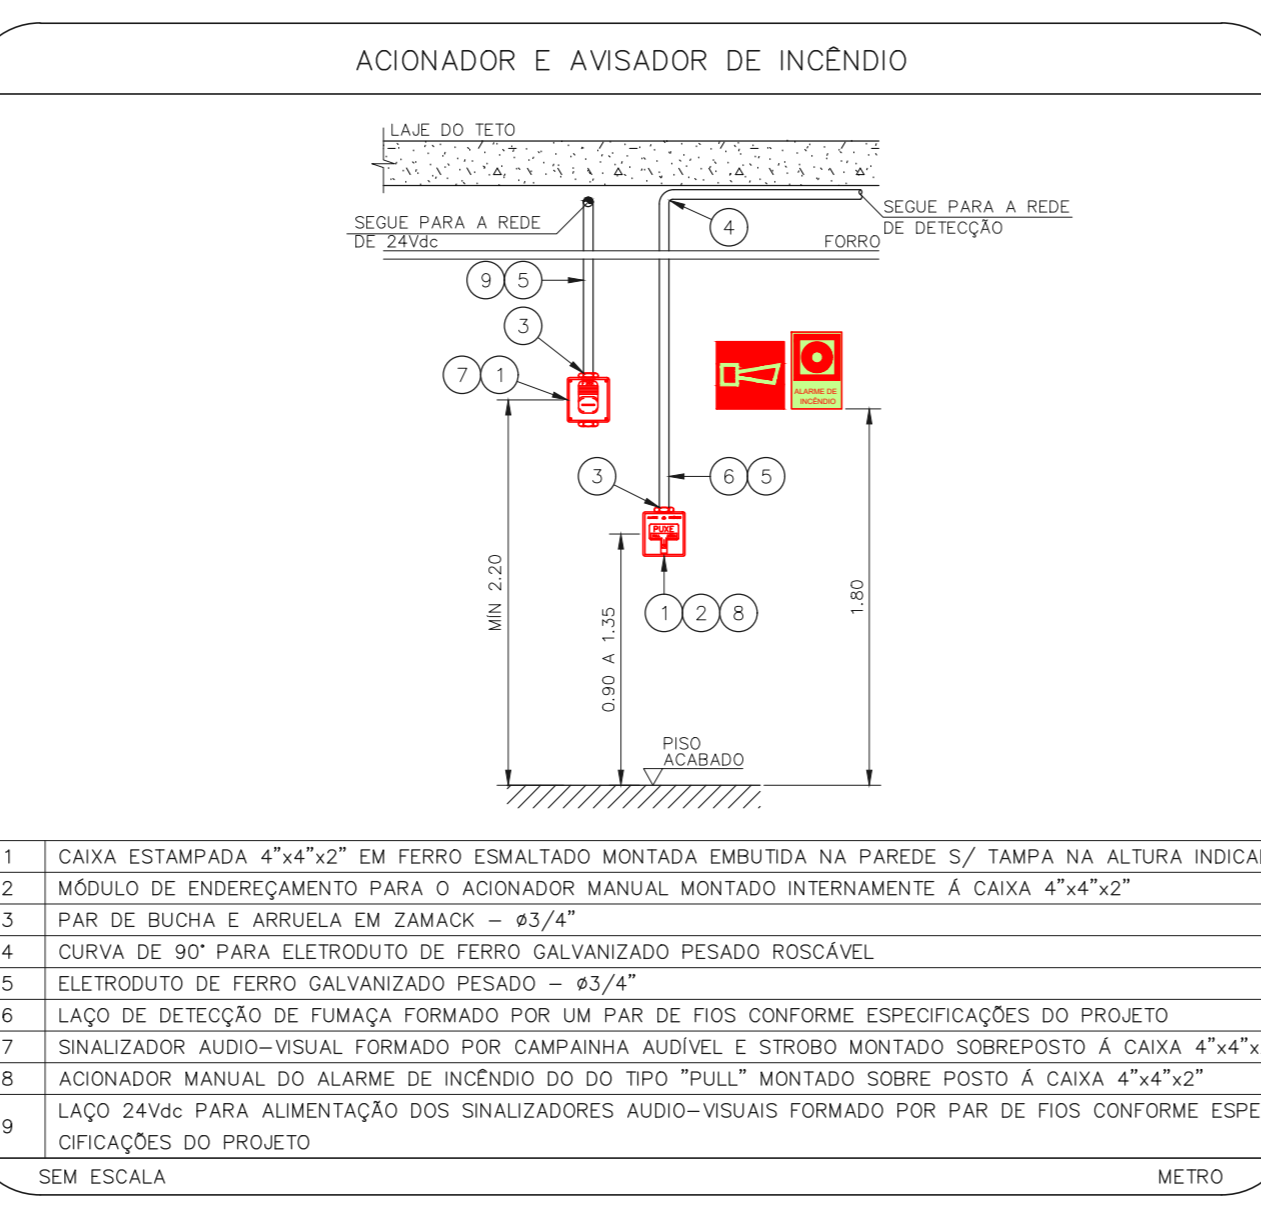 ACIONADOR E AVISADOR DE INCÊNDIO
LAJE DO TETO
SEGUE PARA A REDE
DE 24Vdc
SEGUE PARA A REDE
DE DETECÇÃO
4
FORRO
9 5
3
7 1
ALARME DE
INCÊNDIO
3
6 5
PUXE
MÍN 2.20
0.90 A 1.35
1.80
1 2 8
PISO
ACABADO
1 CAIXA ESTAMPADA 4"x4"x2" EM FERRO ESMALTADO MONTADA EMBUTIDA NA PAREDE S/ TAMPA NA ALTURA
2 MÓDULO DE ENDEREÇAMENTO PARA O ACIONADOR MANUAL MONTADO INTERNAMENTE Á CAIXA 4"x4"x2"
3 PAR DE BUCHA E ARRUELA EM ZAMACK – ø3/4"
4 CURVA DE 90° PARA ELETRODUTO DE FERRO GALVANIZADO PESADO ROSCÁVEL
5 ELETRODUTO DE FERRO GALVANIZADO PESADO – ø3/4"
6 LAÇO DE DETECÇÃO DE FUMAÇA FORMADO POR UM PAR DE FIOS CONFORME ESPECIFICAÇÕES DO PROJETO
7 SINALIZADOR AUDIO–VISUAL FORMADO POR CAMPAINHA AUDÍVEL E STROBO MONTADO SOBREPOSTO Á CAIXA 4"x4"x
8 ACIONADOR MANUAL DO ALARME DE INCÊNDIO DO DO TIPO "PULL" MONTADO SOBRE POSTO Á CAIXA 4"x4"x2"
9 LAÇO 24Vdc PARA ALIMENTAÇÃO DOS SINALIZADORES AUDIO–VISUAIS FORMADO POR PAR DE FIOS CONFORME ESPE
CIFICAÇÕES DO PROJETO
SEM ESCALA
METRO